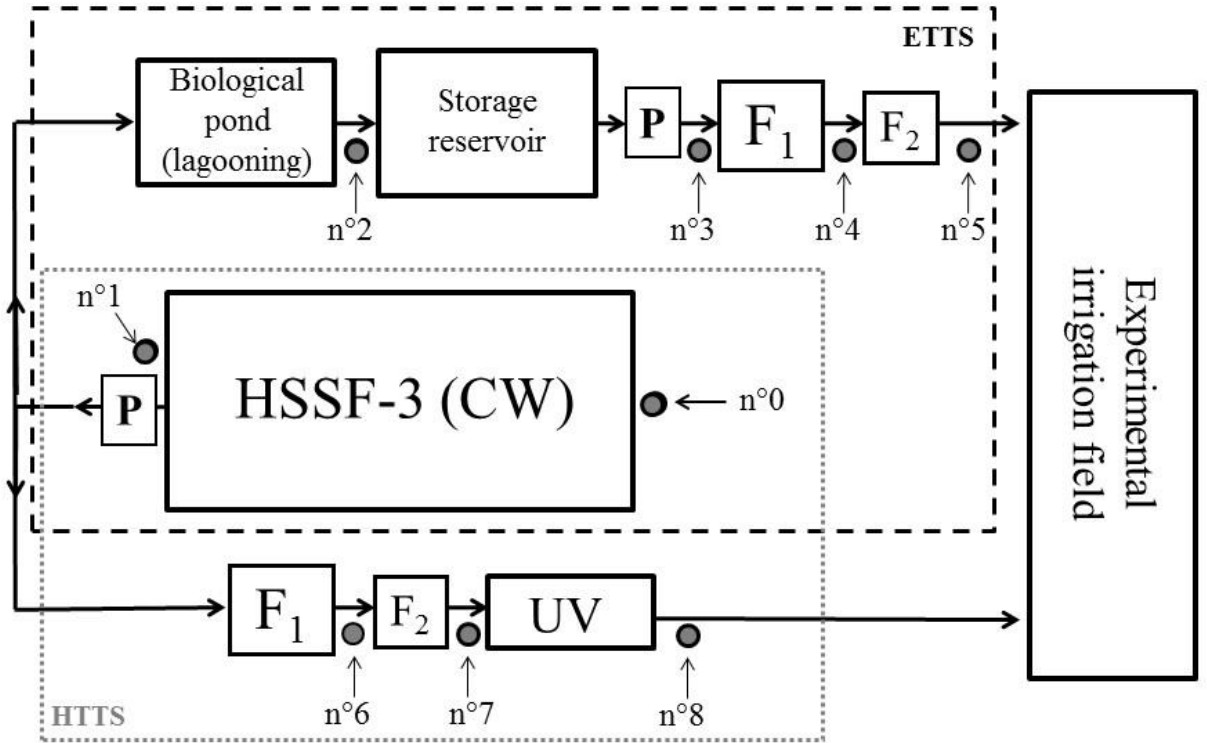 ETTS
Biological
pond
(lagooning)
Storage
reservoir
P
F1
F2
n°2
n°3
n°4
n°5
n°1
P
HSSF-3 (CW)
n°0
Experimental
irrigation field
F1
F2
UV
n°6
n°7
n°8
HTTS